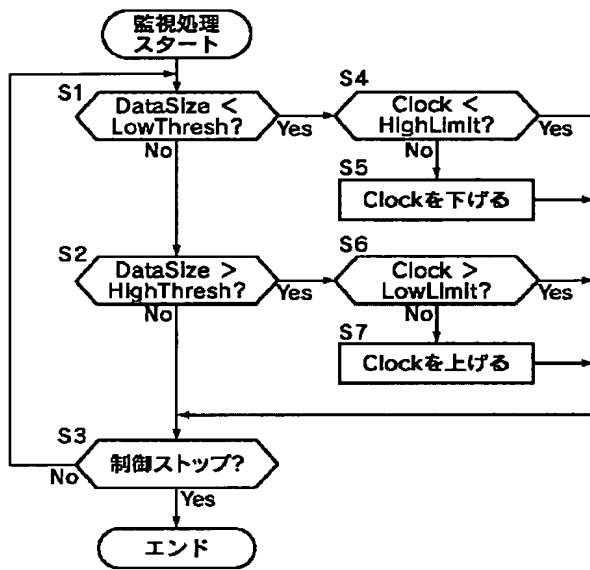 監視処理
スタート
S1
DataSize <
LowThresh?
Yes
No
S4
Clock <
HighLimit?
Yes
No
S5
Clockを下げる
S2
DataSize >
HighThresh?
Yes
No
S6
Clock >
LowLimit?
Yes
No
S7
Clockを上げる
S3
制御ストップ?
No
Yes
エンド